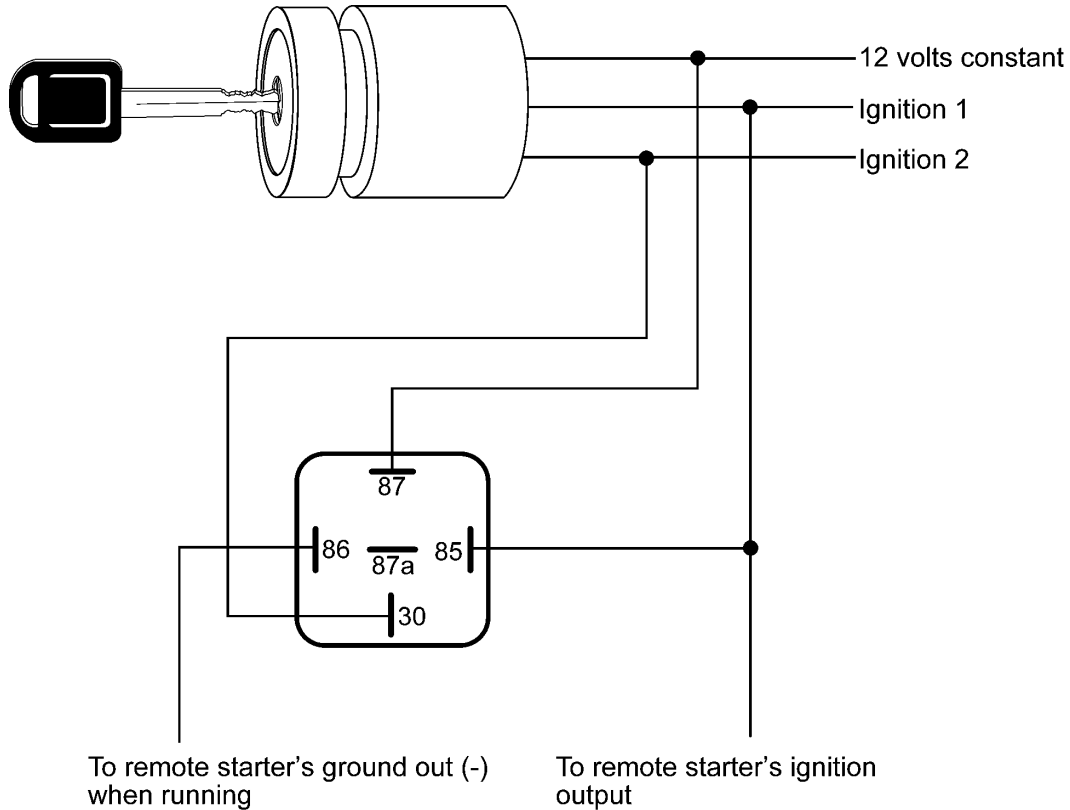 12 volts constant
Ignition 1
Ignition 2
87
86
87a
85
30
To remote starter's ground out (-)
when running
To remote starter's ignition
output